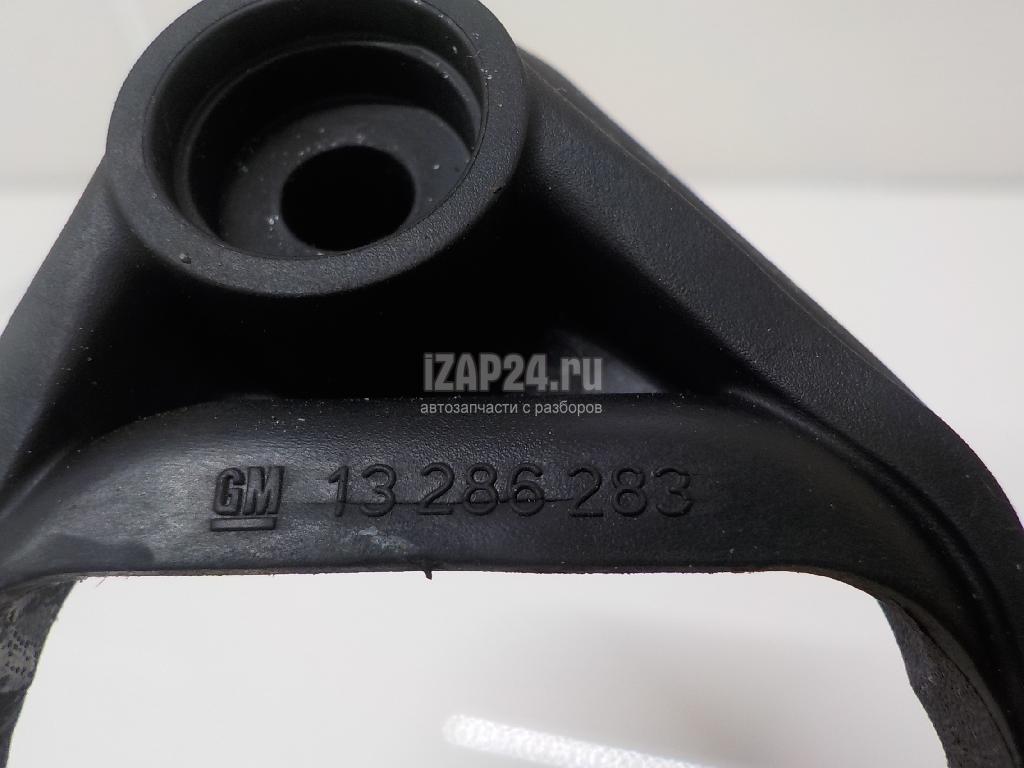 iZAP24.ru
автозапчасти с разборов
GM 13 286 283